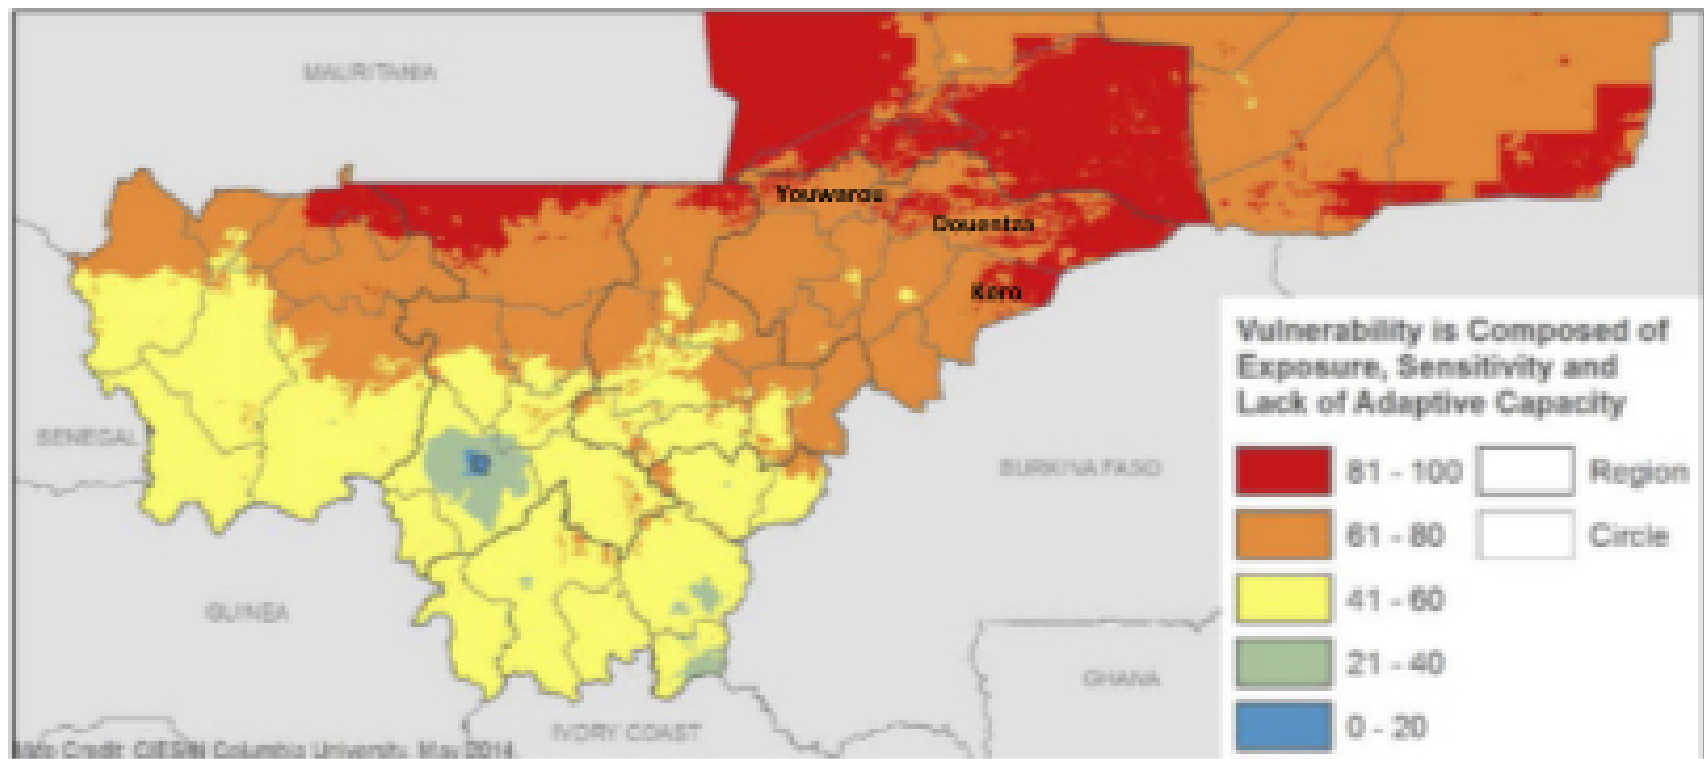 MAURITANIA
Youwarou
Douentza
Koro
SENEGAL
BURKINA FASO
GUINEA
GHANA
IVORY COAST
Vulnerability is Composed of
Exposure, Sensitivity and
Lack of Adaptive Capacity
81 - 100
Region
61 - 80
Circle
41 - 60
21 - 40
0 - 20
Map Credit: CIESIN Columbia University, May 2014.